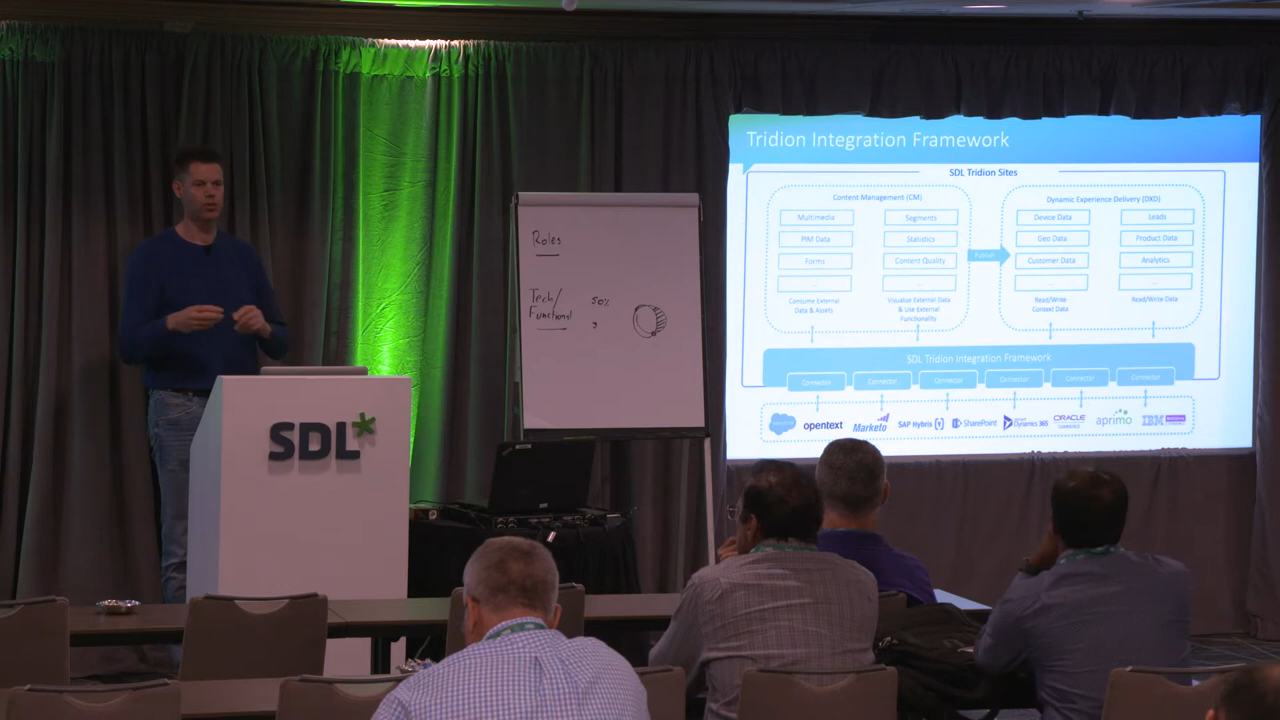 SDL*
Roles
Tech/
Functional
50%
Tridion Integration Framework
SDL Tridion Sites
Content Management (CM)
Multimedia
Segments
PIM Data
Statistics
Forms
Content Quality
...
...
Consume External
Data & Assets
Visualize External Data
& Use External
Functionality
Publish
Dynamic Experience Delivery (DXD)
Device Data
Leads
Geo Data
Product Data
Customer Data
Analytics
...
...
Read/Write
Context Data
Read/Write Data
SDL Tridion Integration Framework
Connector
Connector
Connector
Connector
Connector
Connector
salesforce
opentext
Marketo
SAP Hybris
SharePoint
Dynamics 365
ORACLE
COMMERCE
aprimo
IBM